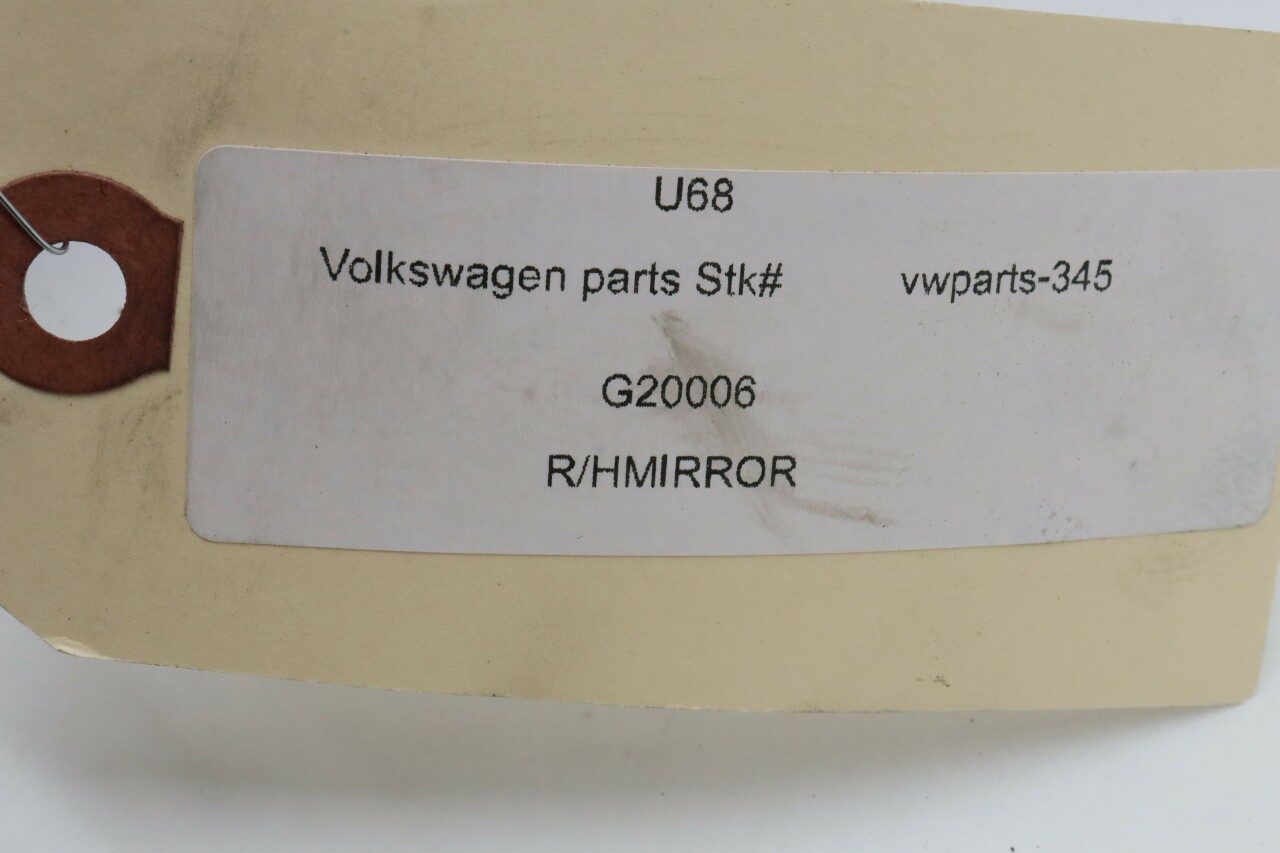 U68
Volkswagen parts Stk# vwparts-345
G20006
R/HMIRROR